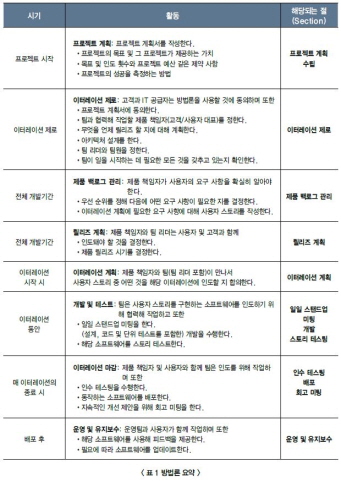 시기
활동
해당되는 절
(Section)
프로젝트 시작
프로젝트 계획: 프로젝트 계획서를 작성한다.
• 프로젝트의 목표 및 그 프로젝트가 제공하는 가치
• 목표 및 인도 횟수와 프로젝트 예산 같은 제약 사항
• 프로젝트의 성공을 측정하는 방법
프로젝트 계획
수립
이터레이션 제로
이터레이션 제로: 고객과 IT 공급자는 방법론을 사용할 것에 동의하며 또한
• 프로젝트 계획서에 동의한다.
• 팀과 협력해 작업할 제품 책임자(고객/사용자 대표)를 정한다.
• 무엇을 언제 릴리즈 할 지에 대해 계획한다.
• 아키텍처 설계를 한다.
• 팀 리더와 팀원을 정한다.
• 팀이 일을 시작하는 데 필요한 모든 것을 갖추고 있는지 확인한다.
이터레이션 제로
전체 개발기간
제품 백로그 관리: 제품 책임자가 사용자의 요구 사항을 확실히 알아야
한다.
• 우선 순위를 정해 다음에 어떤 요구 사항이 필요한 지를 결정한다.
• 이터레이션 계획에 필요한 요구 사항에 대해 사용자 스토리를 작성한다.
제품 백로그 관리
전체 개발기간
릴리즈 계획: 제품 책임자와 팀 리더는 사용자 및 고객과 함께
• 인도돼야 할 것을 결정한다.
• 제품 릴리즈 시기를 결정한다.
릴리즈 계획
이터레이션
시작 시
이터레이션 계획: 제품 책임자와 팀(팀 리더 포함)이 만나서
사용자 스토리 중 어떤 것을 해당 이터레이션에 인도할 지 합의한다.
이터레이션 계획
이터레이션
동안
개발 및 테스트: 팀은 사용자 스토리를 구현하는 소프트웨어를 인도하기 위
해 협력해 작업하고 또한
• 일일 스탠드업 미팅을 한다.
(설계, 코드 및 단위 테스트를 포함한) 개발을 수행한다.
• 해당 소프트웨어를 스토리 테스트한다.
일일 스탠드업
미팅
개발
스토리 테스팅
매 이터레이션의
종료 시
이터레이션 마감: 제품 책임자 및 사용자와 함께 팀은 인도를 위해 작업하
며 또한
• 인수 테스팅을 수행한다.
• 동작하는 소프트웨어를 배포한다.
• 지속적인 개선 제안을 위해 회고 미팅을 한다.
인수 테스팅
배포
회고 미팅
배포 후
운영 및 유지보수: 운영팀과 사용자가 함께 작업하며 또한
• 해당 소프트웨어를 사용해 피드백을 제공한다.
• 필요에 따라 소프트웨어를 업데이트한다.
운영 및 유지보수
< 표 1 방법론 요약 >